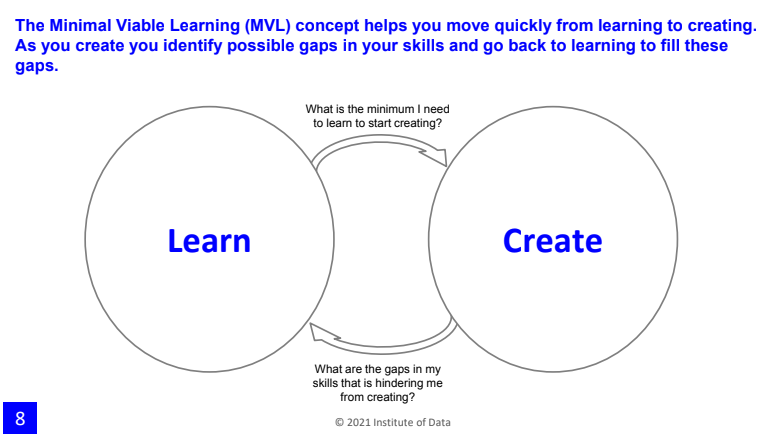 The Minimal Viable Learning (MVL) concept helps you move quickly from learning to creating.
As you create you identify possible gaps in your skills and go back to learning to fill these
gaps.
What is the minimum I need
to learn to start creating?
Learn
Create
What are the gaps in my
skills that is hindering me
from creating?
8
© 2021 Institute of Data